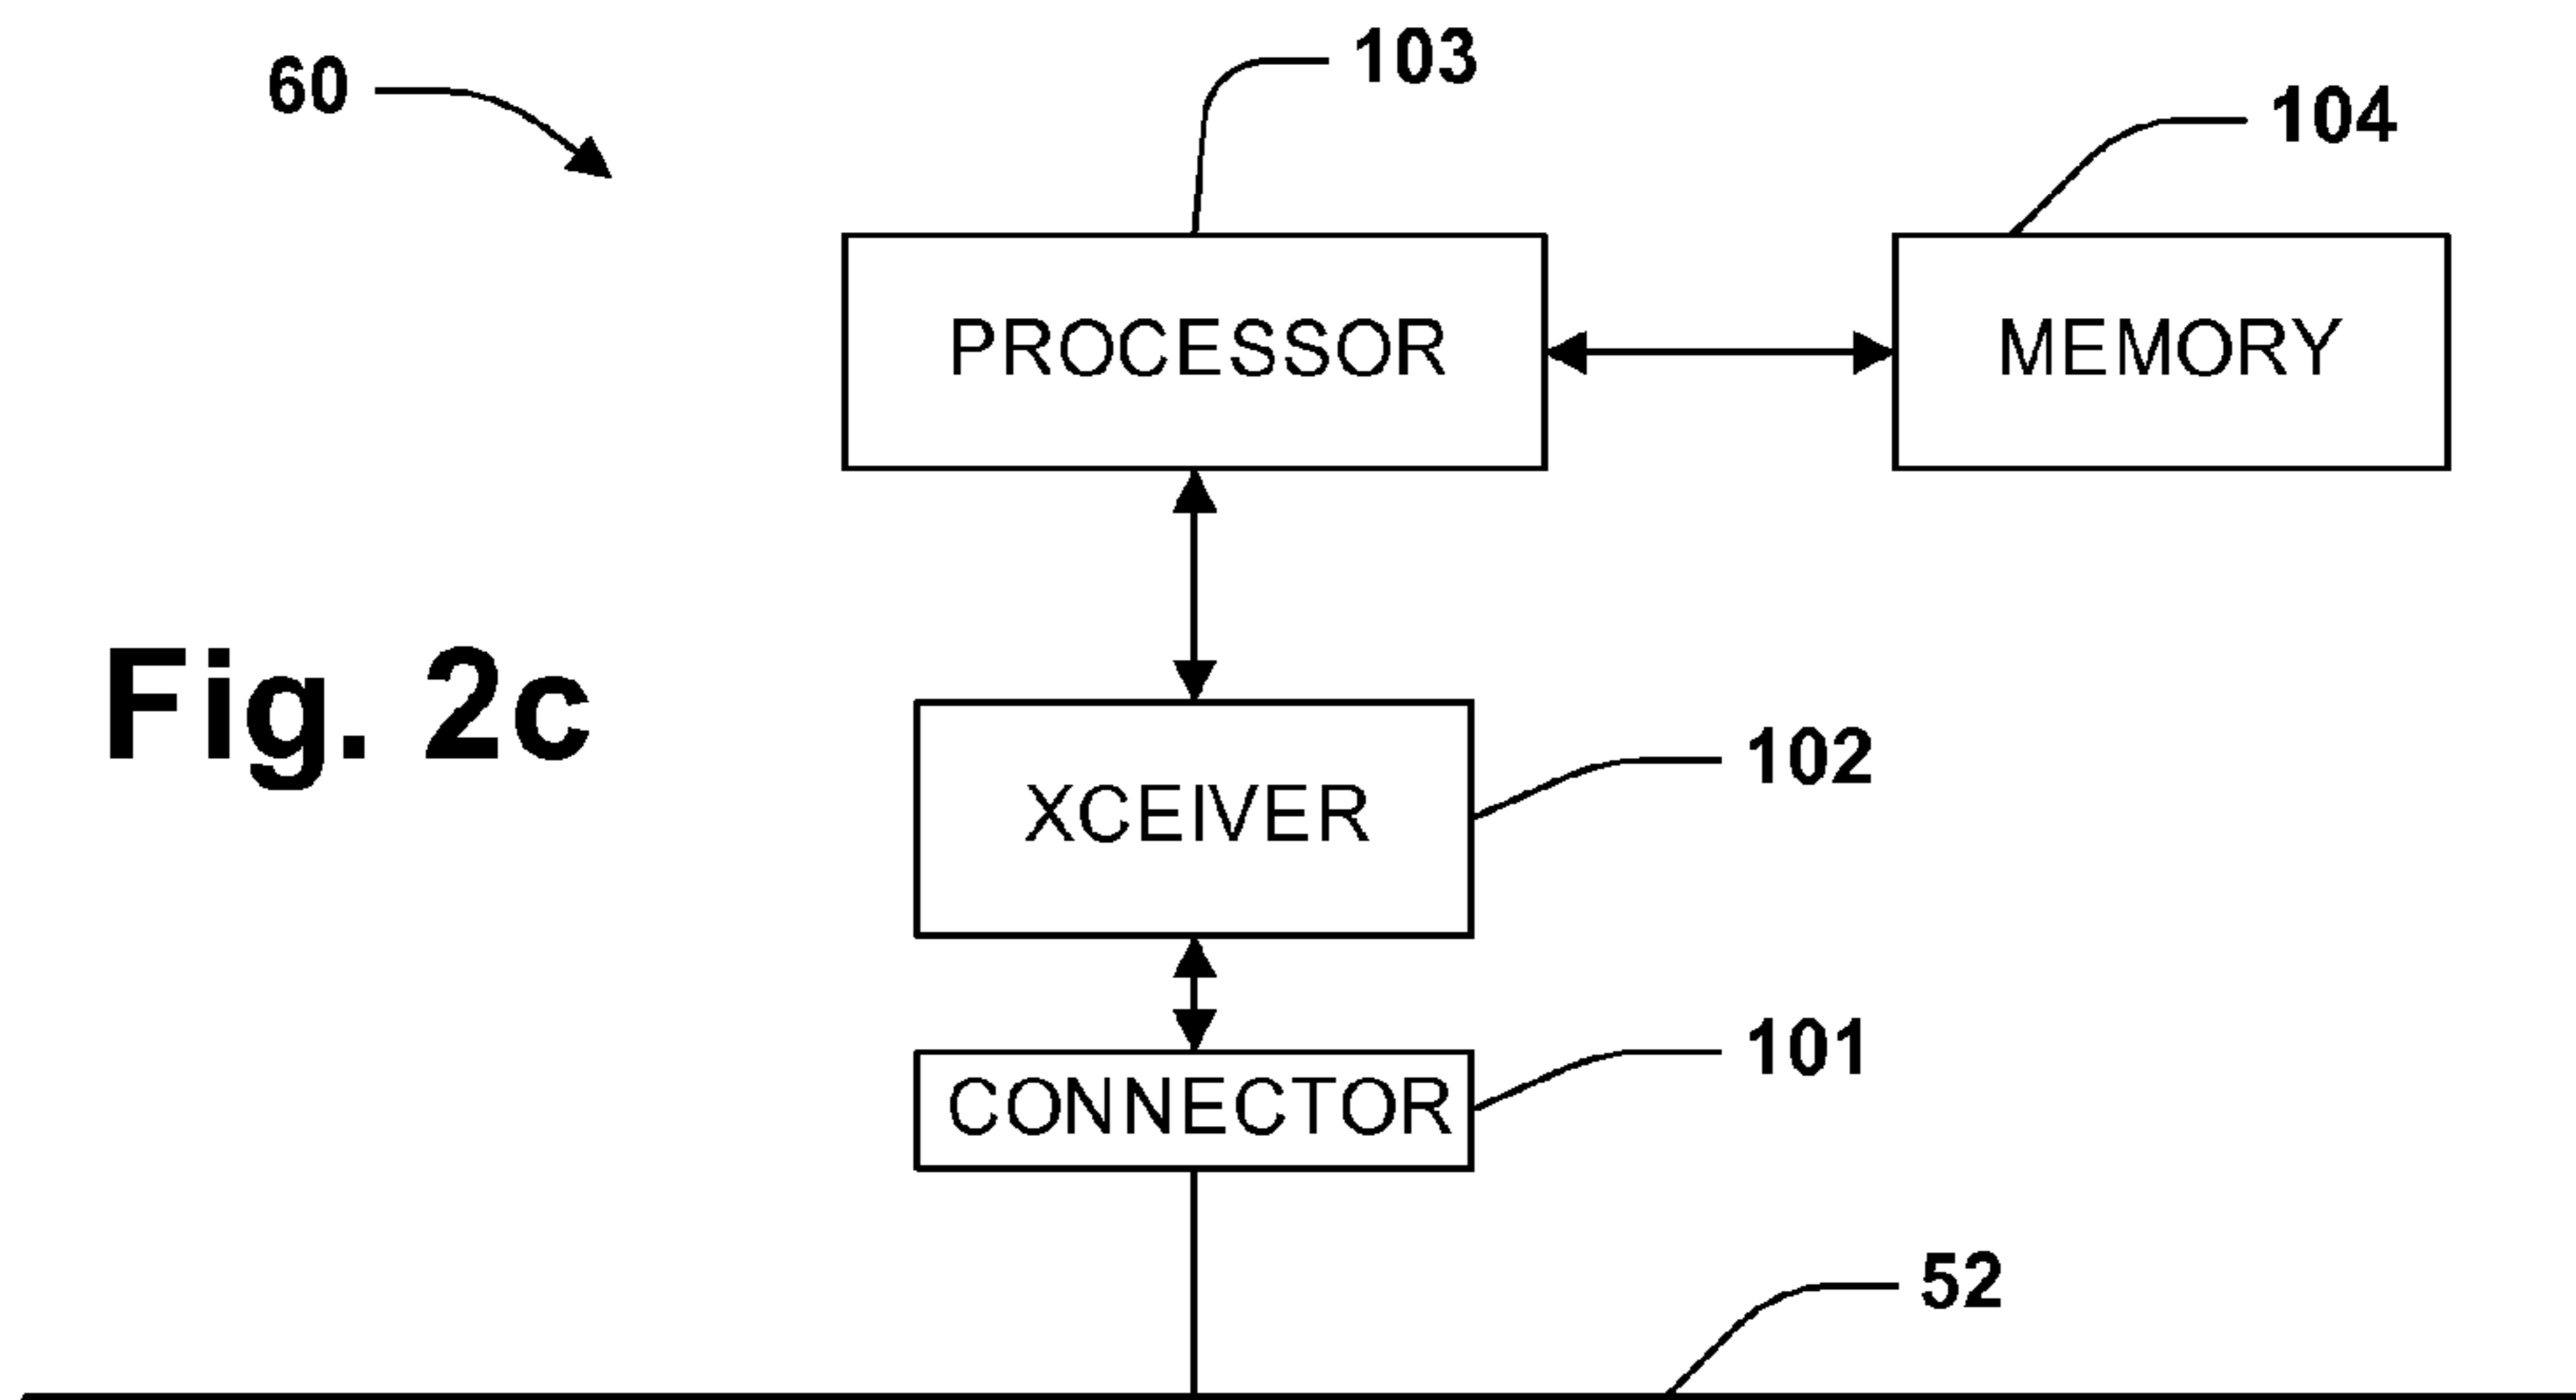 60
103
104
PROCESSOR
MEMORY
Fig. 2c
102
XCEIVER
101
CONNECTOR
52